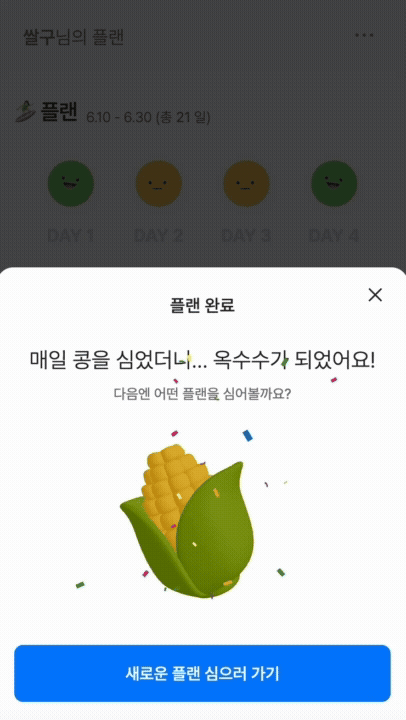 쌀구님의 플랜
플랜 6.10 - 6.30 (총 21 일)
DAY 1 DAY 2 DAY 3 DAY 4
플랜 완료
매일 콩을 심었더니... 옥수수가 되었어요!
다음엔 어떤 플랜을 심어볼까요?
새로운 플랜 심으러 가기